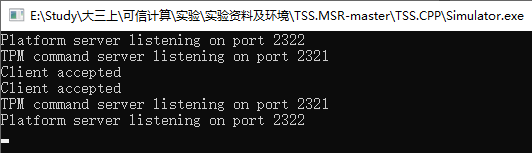 E:\Study\大三上\可信计算\实验\实验资料及环境\TSS.MSR-master\TSS.CPP\Simulator.exe
Platform server listening on port 2322
TPM command server listening on port 2321
Client accepted
Client accepted
TPM command server listening on port 2321
Platform server listening on port 2322